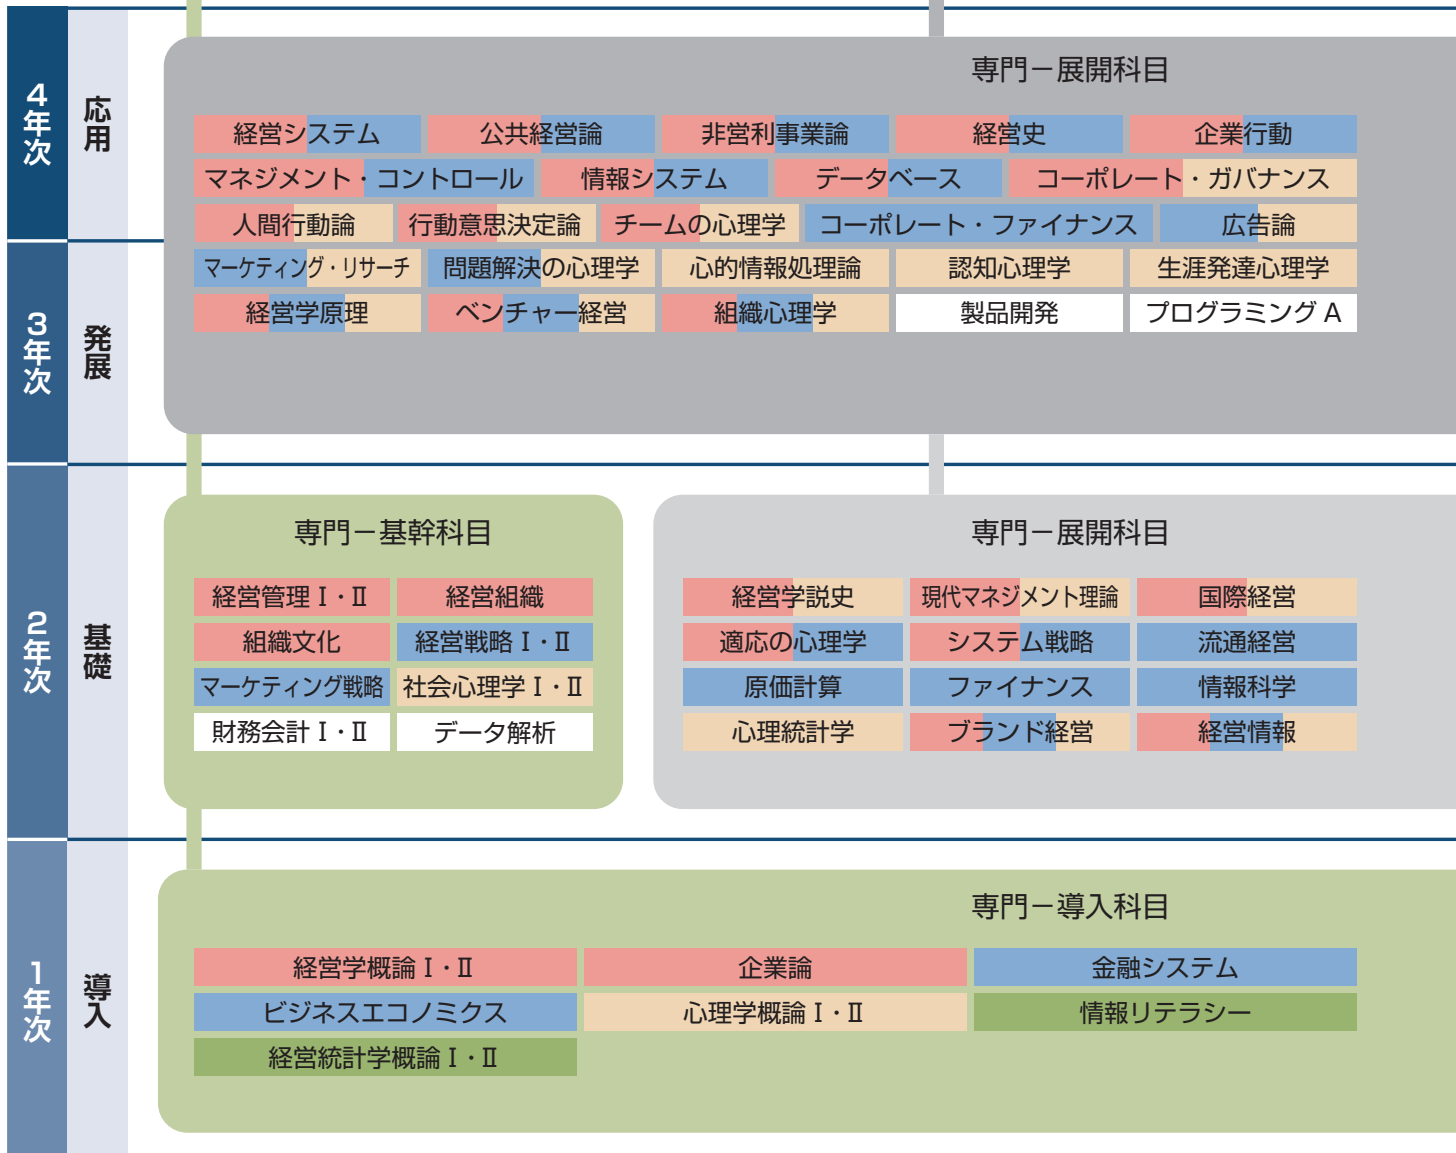 4年次
応用
専門－展開科目
経営システム 公共経営論 非営利事業論 経営史 企業行動
マネジメント・コントロール 情報システム データベース コーポレート・ガバナンス
人間行動論 行動意思決定論 チームの心理学 コーポレート・ファイナンス 広告論
マーケティング・リサーチ 問題解決の心理学 心的情報処理論 認知心理学 生涯発達心理学
経営学原理 ベンチャー経営 組織心理学 製品開発 プログラミング A
3年次
発展
2年次
基礎
専門－基幹科目
経営管理 Ⅰ・Ⅱ 経営組織
組織文化 経営戦略 Ⅰ・Ⅱ
マーケティング戦略 社会心理学 Ⅰ・Ⅱ
財務会計 Ⅰ・Ⅱ データ解析
専門－展開科目
経営学説史 現代マネジメント理論 国際経営
適応の心理学 システム戦略 流通経営
原価計算 ファイナンス 情報科学
心理統計学 ブランド経営 経営情報
1年次
導入
専門－導入科目
経営学概論 Ⅰ・Ⅱ 企業論 金融システム
ビジネスエコノミクス 心理学概論 Ⅰ・Ⅱ 情報リテラシー
経営統計学概論 Ⅰ・Ⅱ